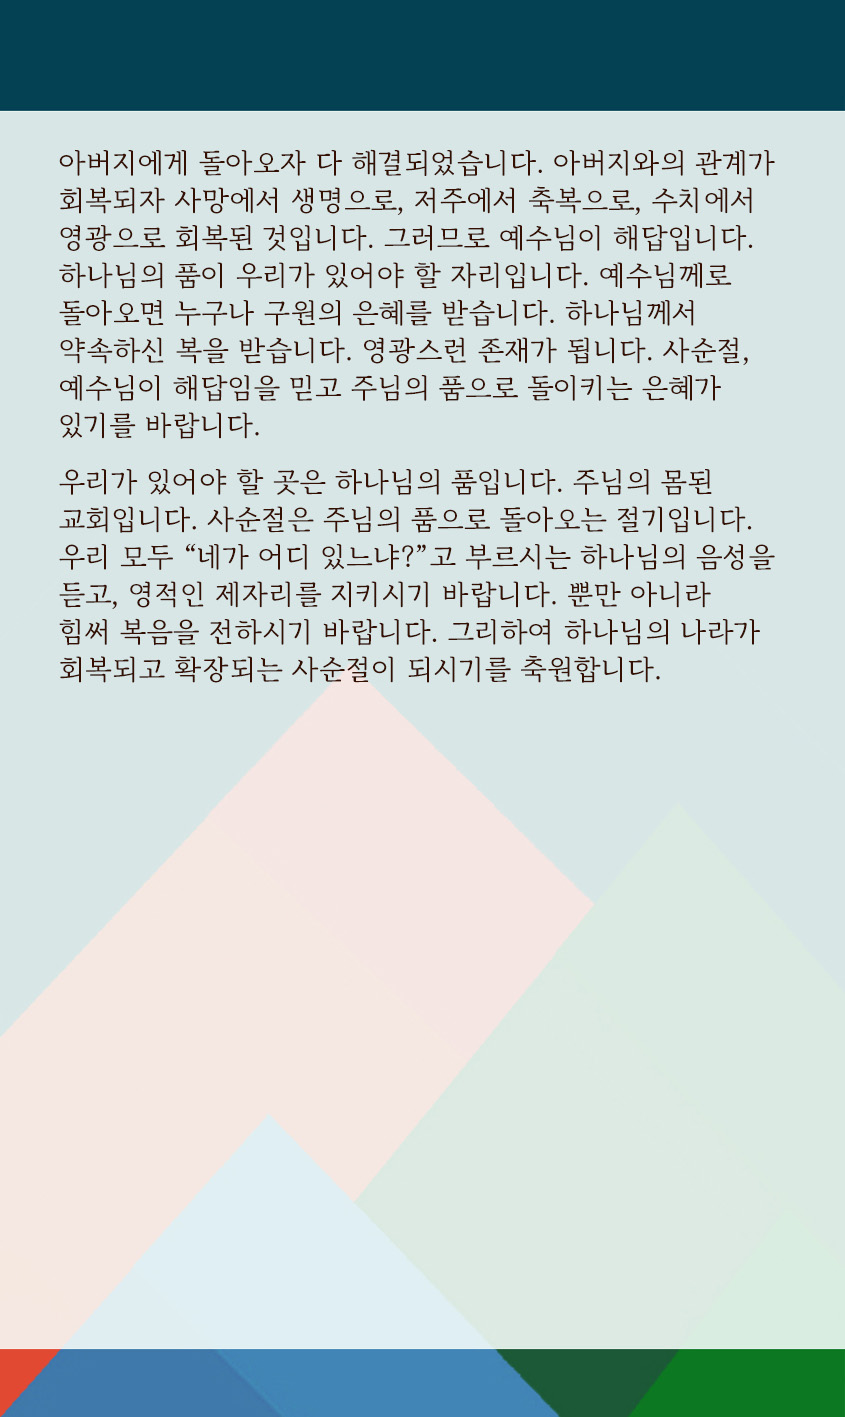 아버지에게 돌아오자 다 해결되었습니다. 아버지와의 관계가
회복되자 사망에서 생명으로, 저주에서 축복으로, 수치에서
영광으로 회복된 것입니다. 그러므로 예수님이 해답입니다.
하나님의 품이 우리가 있어야 할 자리입니다. 예수님께로
돌아오면 누구나 구원의 은혜를 받습니다. 하나님께서
약속하신 복을 받습니다. 영광스런 존재가 됩니다. 사순절,
예수님이 해답임을 믿고 주님의 품으로 돌이키는 은혜가
있기를 바랍니다.
우리가 있어야 할 곳은 하나님의 품입니다. 주님의 몸된
교회입니다. 사순절은 주님의 품으로 돌아오는 절기입니다.
우리 모두 “네가 어디 있느냐?”고 부르시는 하나님의 음성을
듣고, 영적인 제자리를 지키시기 바랍니다. 뿐만 아니라
힘써 복음을 전하시기 바랍니다. 그리하여 하나님의 나라가
회복되고 확장되는 사순절이 되시기를 축원합니다.